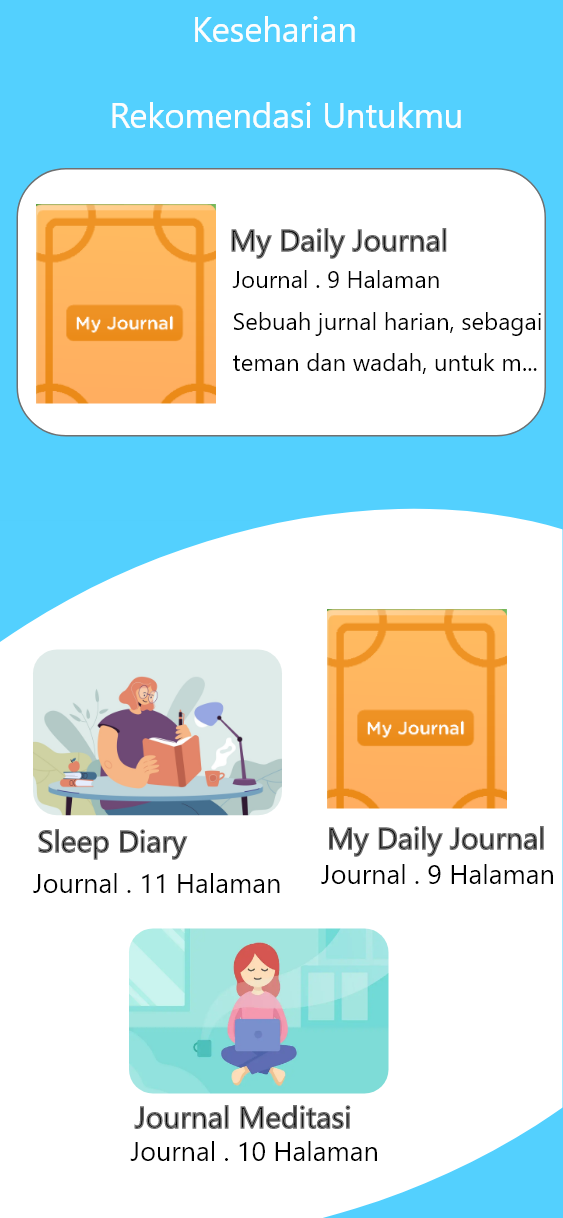 Keseharian
Rekomendasi Untukmu
My Journal
My Daily Journal
Journal . 9 Halaman
Sebuah jurnal harian, sebagai
teman dan wadah, untuk m...
Sleep Diary
Journal . 11 Halaman
My Journal
My Daily Journal
Journal . 9 Halaman
Journal Meditasi
Journal . 10 Halaman